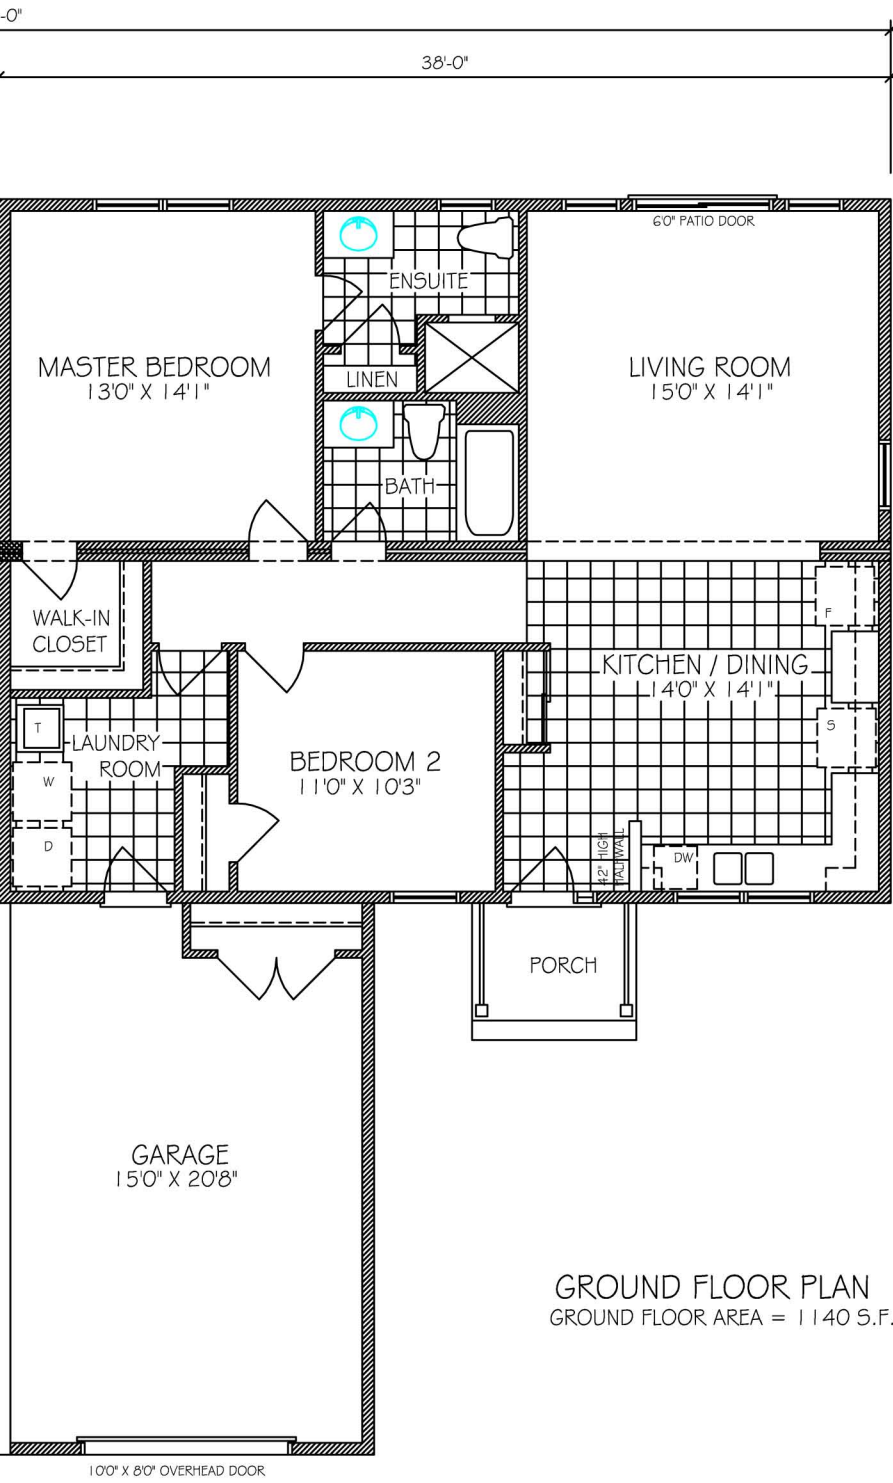 -0"
38'-0"
6'0" PATIO DOOR
ENSUITE
MASTER BEDROOM
13'0" X 14'1"
LINEN
LIVING ROOM
15'0" X 14'1"
BATH
WALK-IN
CLOSET
F
KITCHEN / DINING
14'0" X 14'1"
S
T
LAUNDRY
ROOM
W
D
BEDROOM 2
11'0" X 10'3"
42" HIGH
HALFWALL
DW
PORCH
GARAGE
15'0" X 20'8"
GROUND FLOOR PLAN
GROUND FLOOR AREA = 1140 S.F.
10'0" X 8'0" OVERHEAD DOOR